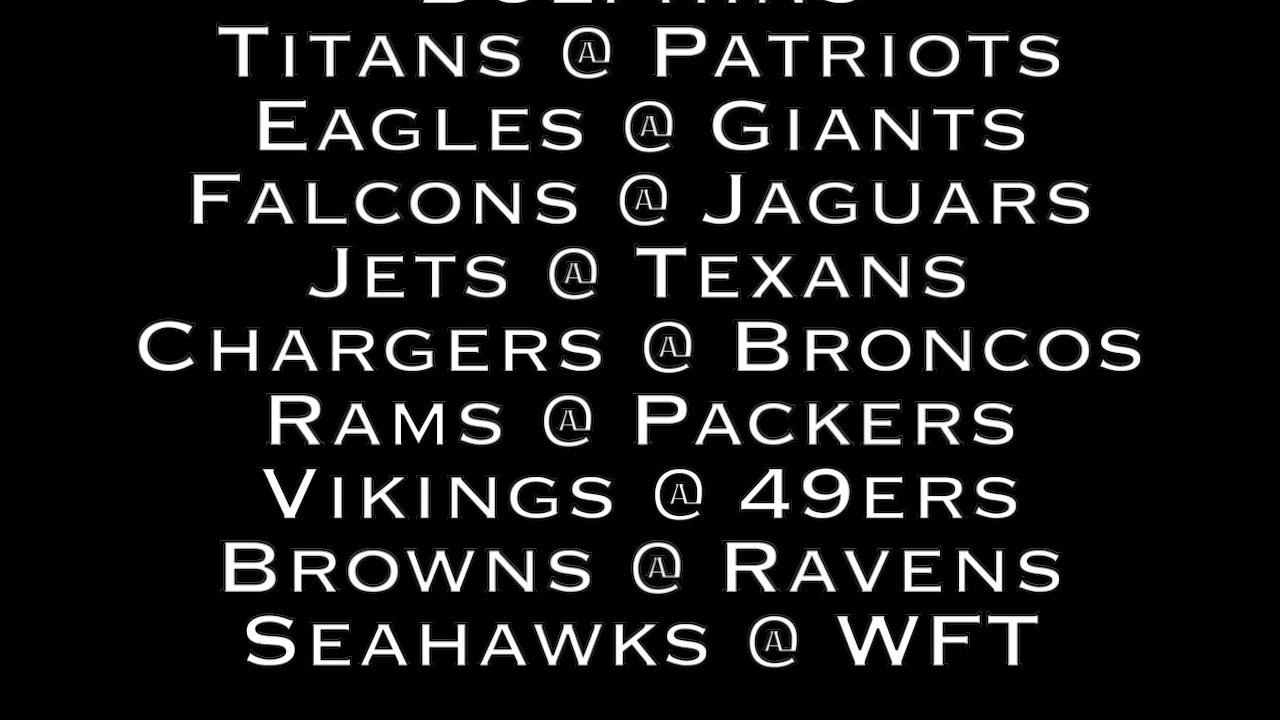 Titans @ Patriots
Eagles @ Giants
Falcons @ Jaguars
Jets @ Texans
Chargers @ Broncos
Rams @ Packers
Vikings @ 49ers
Browns @ Ravens
Seahawks @ WFT